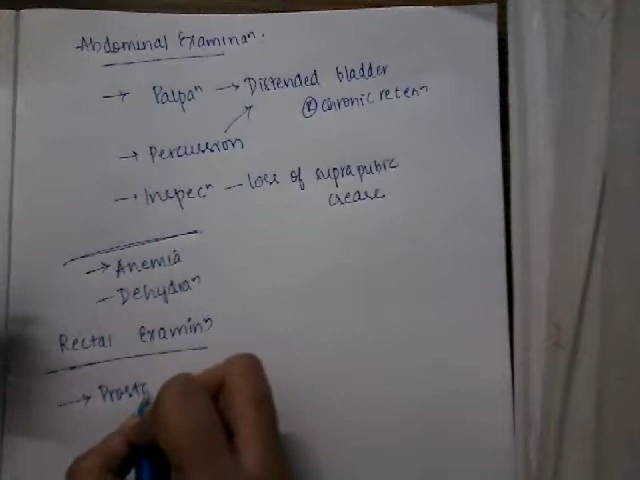 Abdominal Examinaⁿ.
→ Palpaⁿ → Distended bladder
Ⓡ chronic retenⁿ
→ Percussion
→ Inspecⁿ — loss of suprapubic
crease
→ Anemia
— Dehydraⁿ
Rectal Examinⁿ
→ Prost